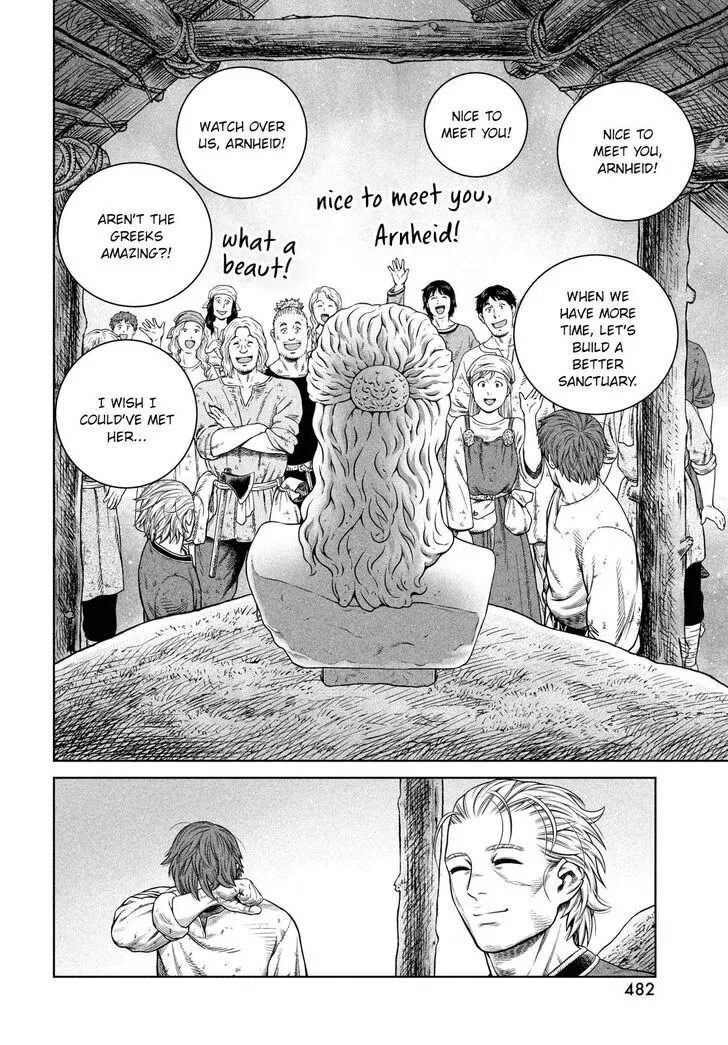 NICE TO
MEET YOU,
ARNHEID!
NICE TO
MEET YOU!
WATCH OVER
US, ARNHEID!
nice to meet you,
Arnheid!
what a
beaut!
AREN'T THE
GREEKS
AMAZING?!
WHEN WE
HAVE MORE
TIME, LET'S
BUILD A
BETTER
SANCTUARY.
I WISH I
COULD'VE MET
HER...
482